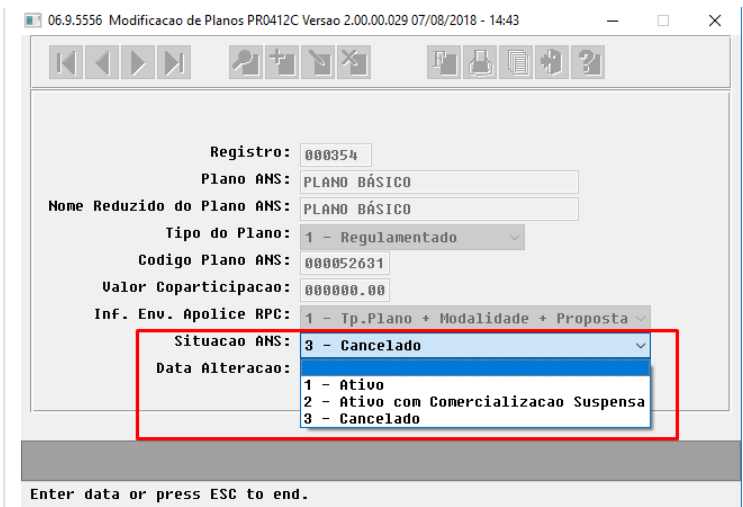 06.9.5556 Modificacao de Planos PR0412C Versao 2.00.00.029 07/08/2018 - 14:43
Registro: 000354
Plano ANS: PLANO BÁSICO
Nome Reduzido do Plano ANS: PLANO BÁSICO
Tipo do Plano: 1 - Regulamentado
Codigo Plano ANS: 000052631
Valor Coparticipacao: 000000.00
Inf. Env. Apolice RPC: 1 - Tp.Plano + Modalidade + Proposta
Situacao ANS: 3 - Cancelado
Data Alteracao:
1 - Ativo
2 - Ativo com Comercializacao Suspensa
3 - Cancelado
Enter data or press ESC to end.